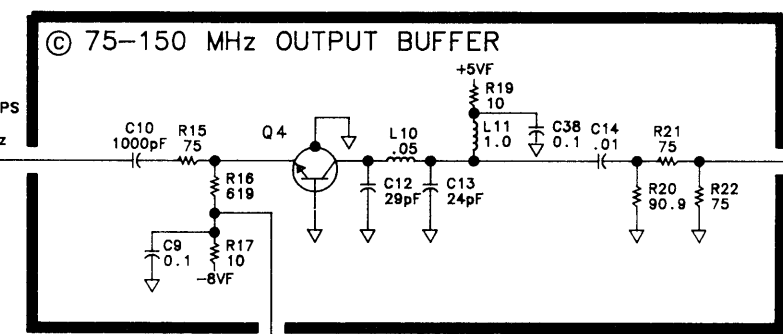 Ⓒ 75-150 MHz OUTPUT BUFFER
+5VF
PS
z
C10
1000pF
R15
75
Q4
L10
.05
R19
10
L11
1.0
C38
0.1
C14
.01
R21
75
R16
619
C12
29pF
C13
24pF
R20
90.9
R22
75
C9
0.1
R17
10
-8VF